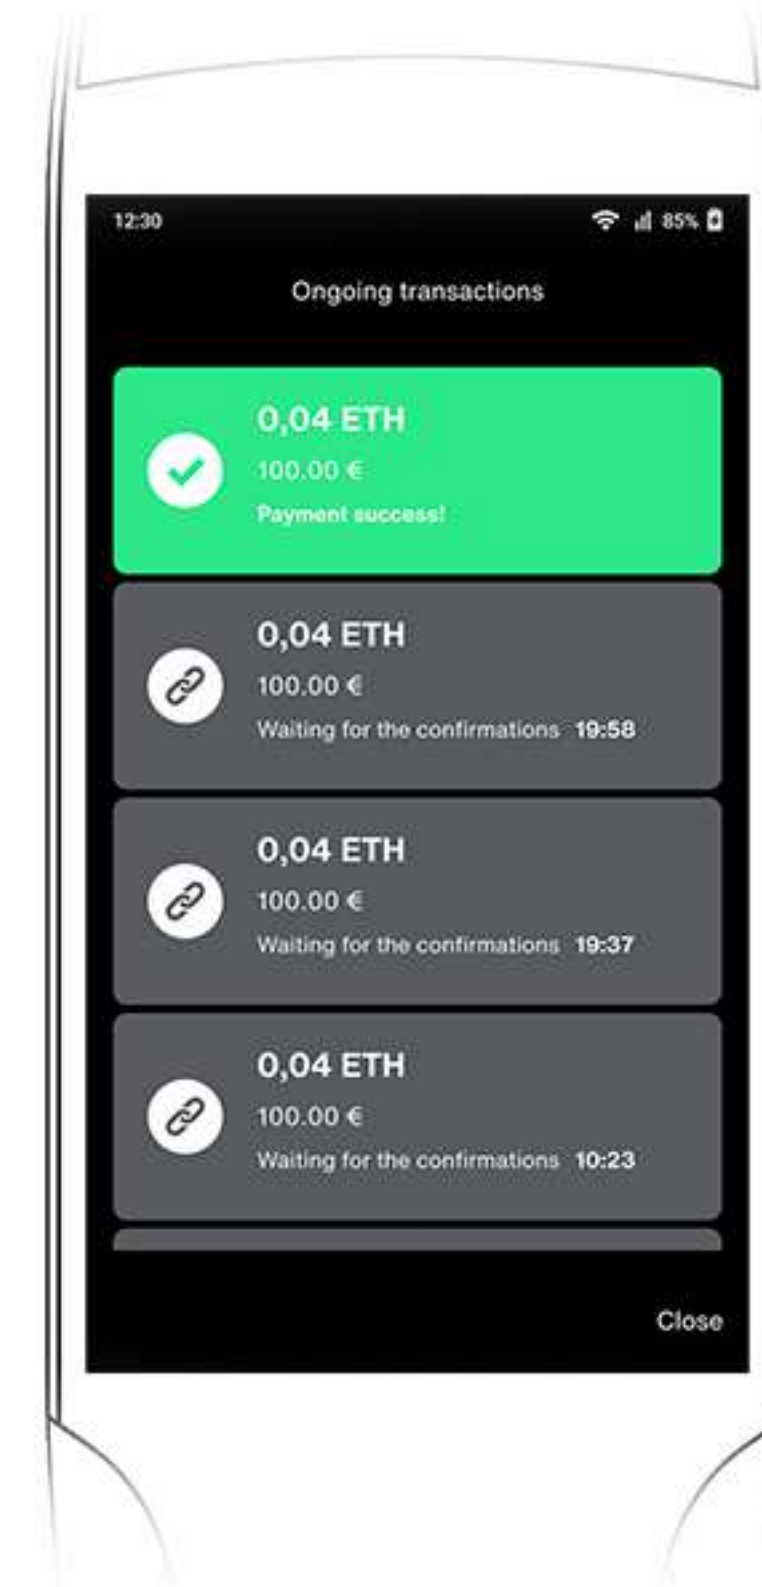 12:30 85%
Ongoing transactions
0,04 ETH
100.00 €
Payment success!
0,04 ETH
100.00 €
Waiting for the confirmations 19:58
0,04 ETH
100.00 €
Waiting for the confirmations 19:37
0,04 ETH
100.00 €
Waiting for the confirmations 10:23
Close